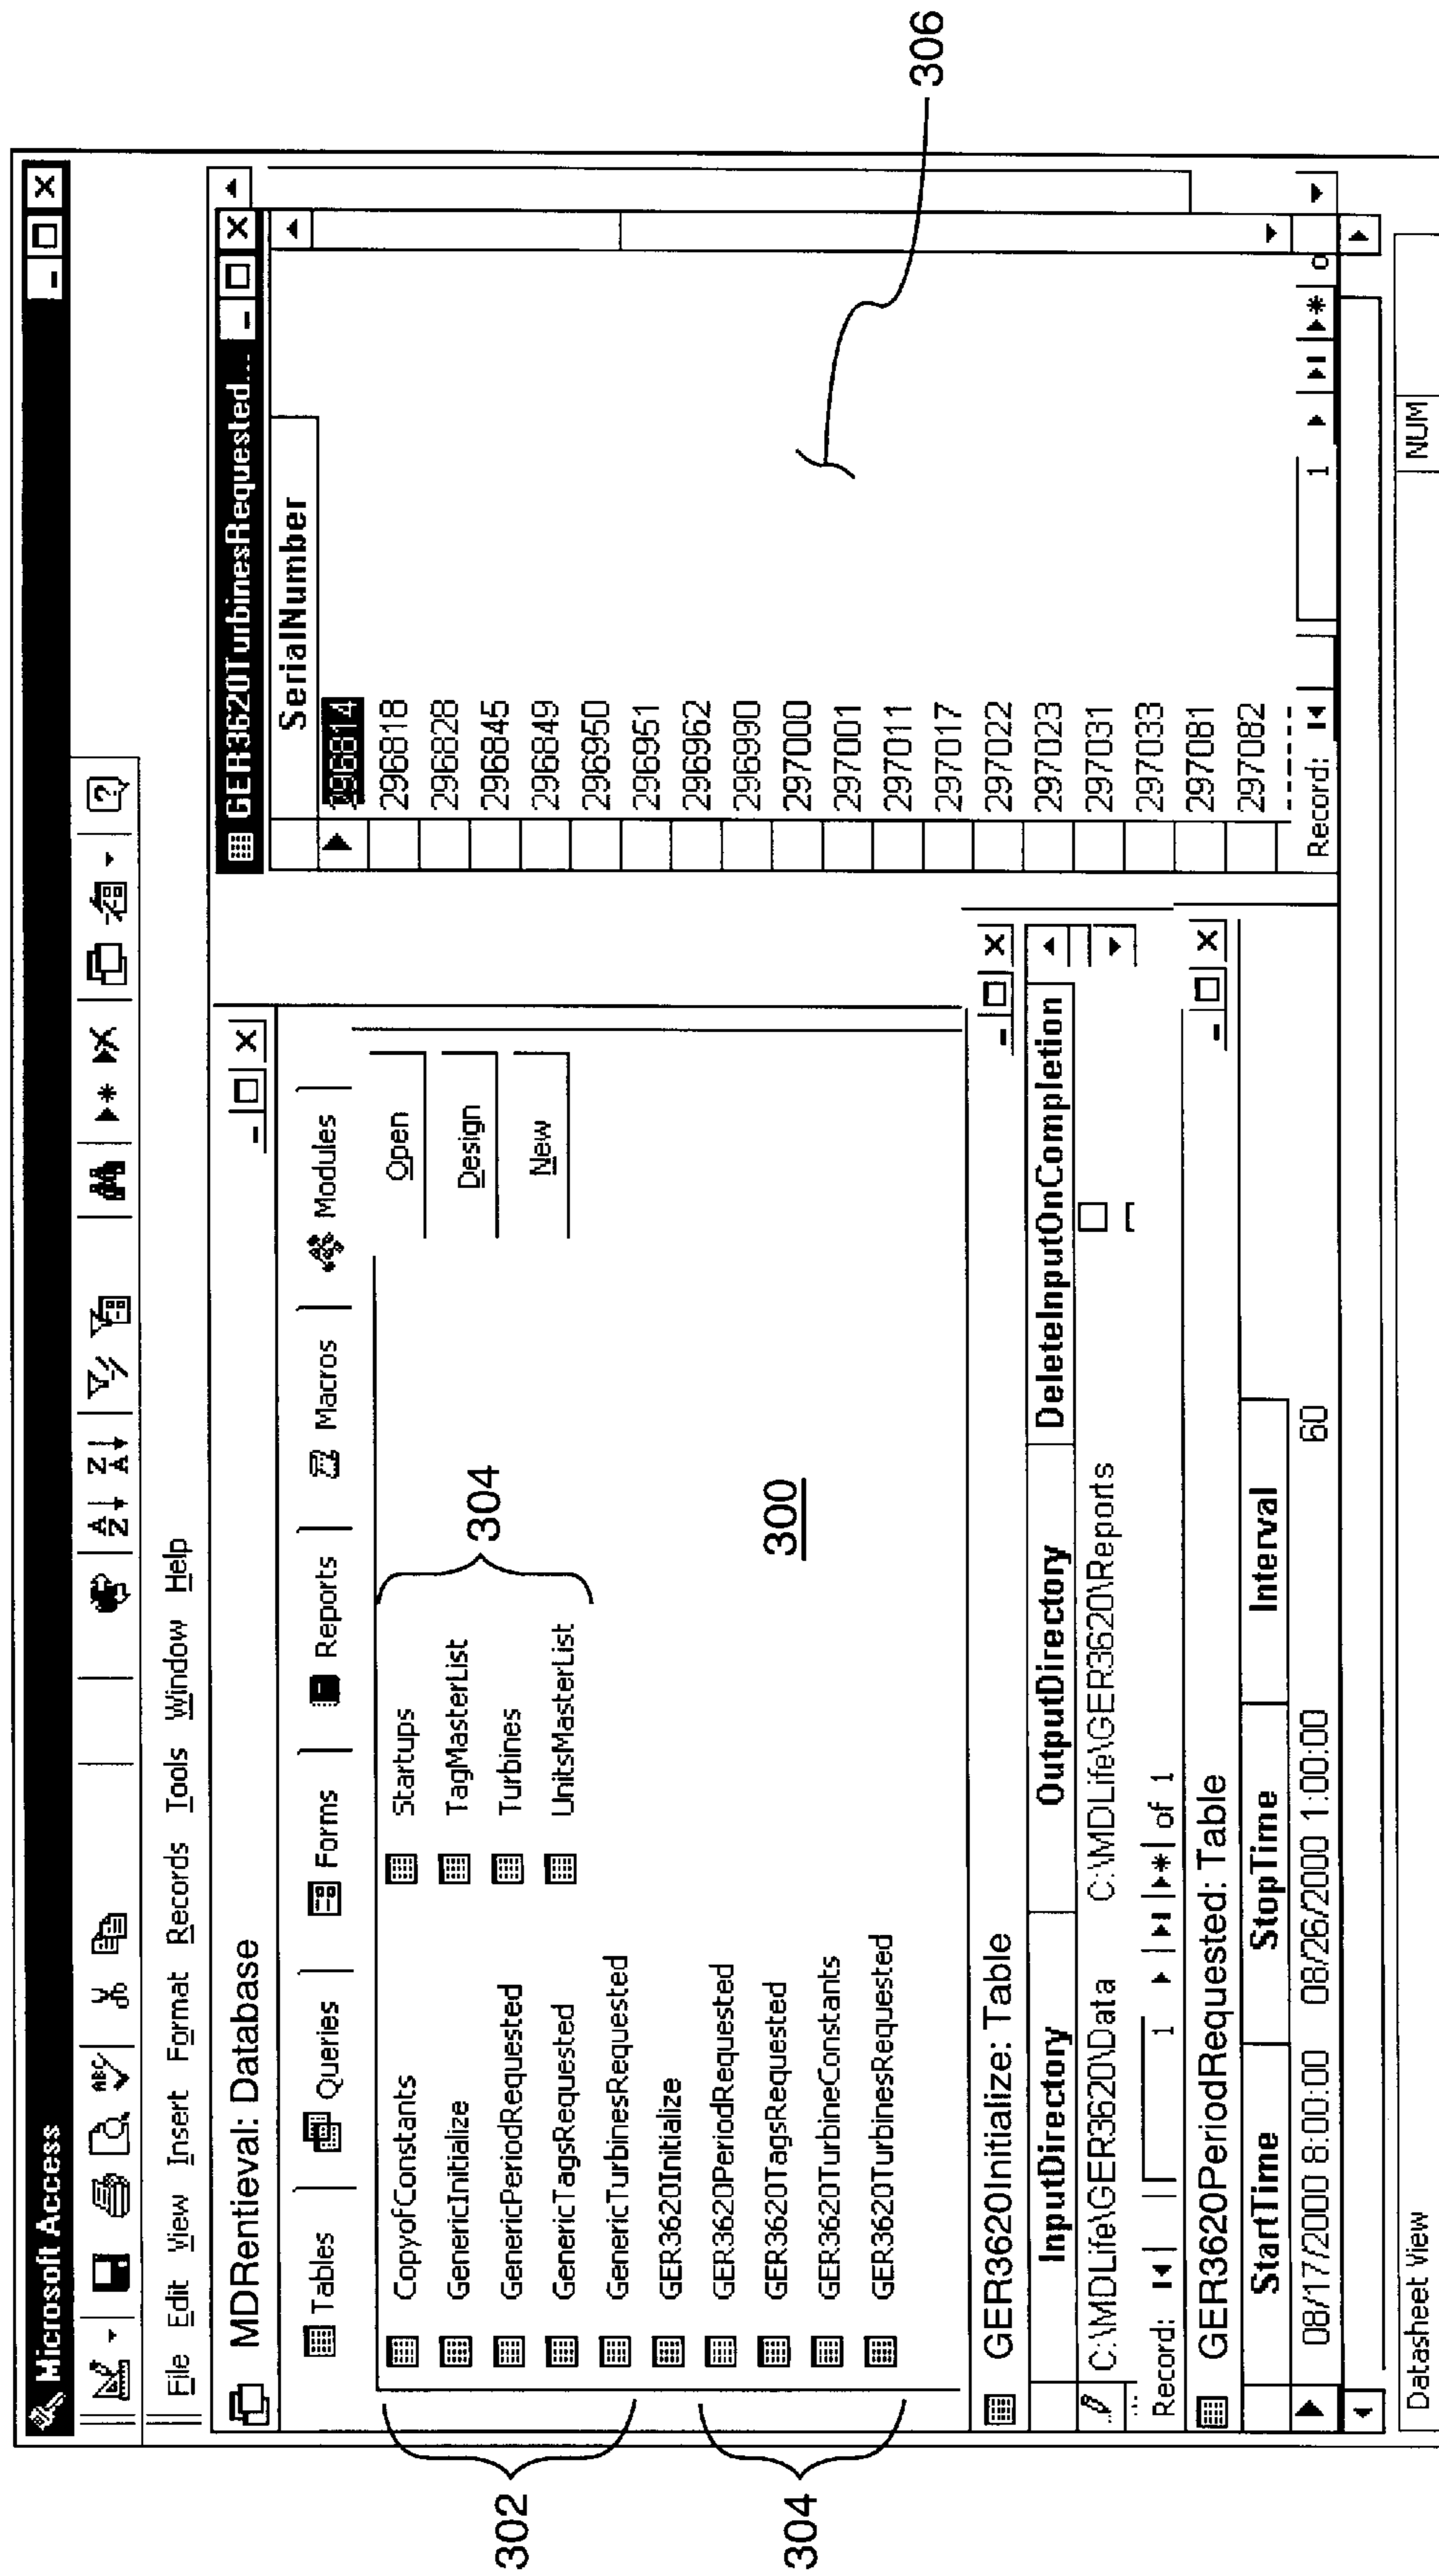 Microsoft Access
File Edit View Insert Format Records Tools Window Help
MDRentieval: Database
Tables Queries Forms Reports Macros Modules
CopyofConstants
GenericInitialize
GenericPeriodRequested
GenericTagsRequested
GenericTurbinesRequested
GER3620Initialize
GER3620PeriodRequested
GER3620TagsRequested
GER3620TurbineConstants
GER3620TurbinesRequested
Startups
TagMasterList
Turbines
UnitsMasterList
Open
Design
New
302
304
304
300
GER3620Initialize: Table
InputDirectory OutputDirectory DeleteInputOnCompletion
C:\MDLife\GER3620\Data C:\MDLife\GER3620\Reports
Record: 1 of 1
GER3620PeriodRequested: Table
StartTime StopTime Interval
08/17/2000 8:00:00 08/26/2000 1:00:00 60
GER3620TurbinesRequested...
SerialNumber
296814
296818
296828
296845
296849
296950
296951
296962
296990
297000
297001
297011
297017
297022
297023
297031
297033
297081
297082
Record: 1 o
306
Datasheet View NUM